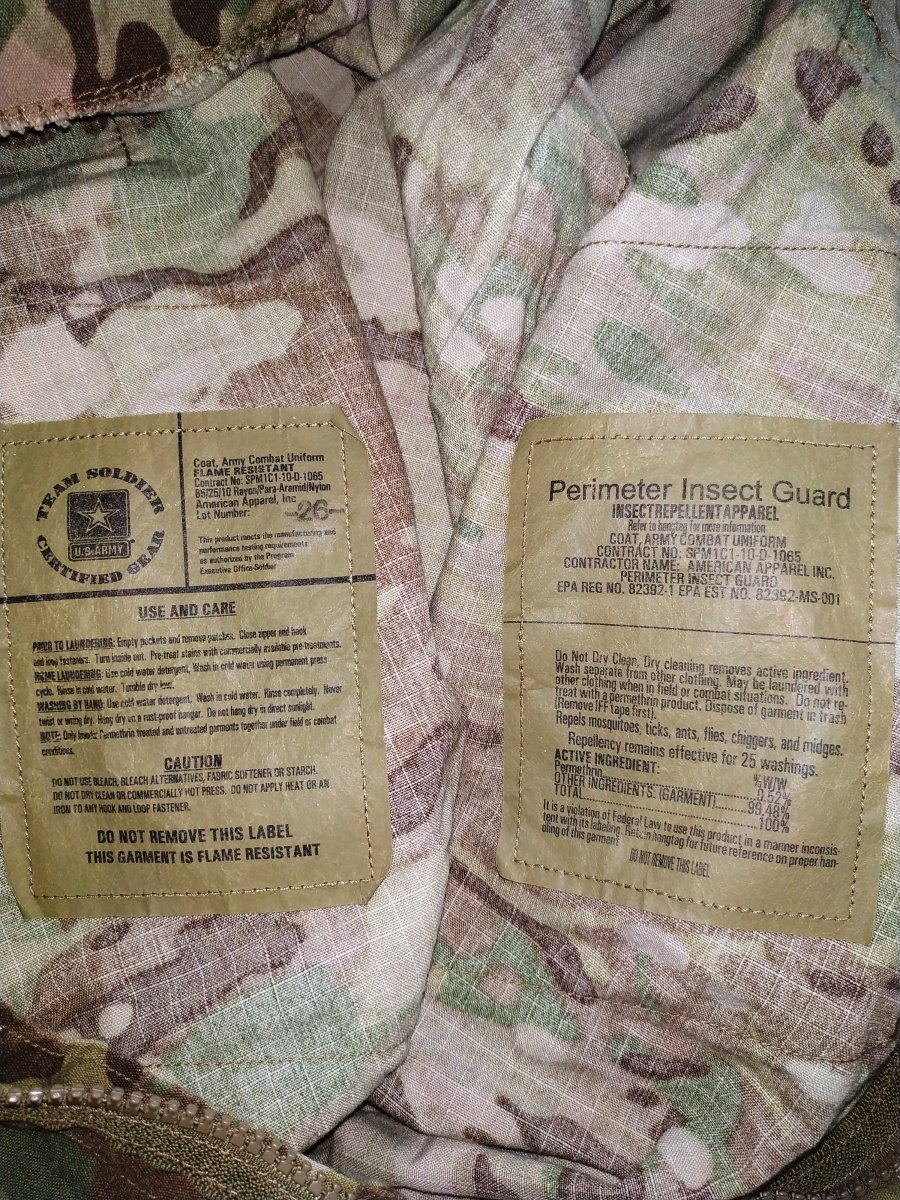 TEAM SOLDIER
U.S. ARMY
CERTIFIED GEAR
Coat, Army Combat Uniform
FLAME RESISTANT
Contract No: SPM1C1-10-D-1065
65/25/10 Rayon/Para-Aramid/Nylon
American Apparel, Inc
Lot Number: -26-
This product meets the manufacturing and
performance testing requirements
as authorized by the Program
Executive Office-Soldier
USE AND CARE
PRIOR TO LAUNDERING: Empty pockets and remove patches. Close zipper and hook
and loop fasteners. Turn inside out. Pre-treat stains with commercially available pre-treatments.
HOME LAUNDERING: Use cold water detergent. Wash in cold water using permanent press
cycle. Rinse in cold water. Tumble dry low.
WASHING BY HAND: Use cold water detergent. Wash in cold water. Rinse completely. Never
twist or wring dry. Hang dry on a rust-proof hanger. Do not hang dry in direct sunlight.
NOTE: Only launder Permethrin treated and untreated garments together under field or combat
conditions.
CAUTION
DO NOT USE BLEACH, BLEACH ALTERNATIVES, FABRIC SOFTENER OR STARCH.
DO NOT DRY CLEAN OR COMMERCIALLY HOT PRESS. DO NOT APPLY HEAT OR AN
IRON TO ANY HOOK AND LOOP FASTENER.
DO NOT REMOVE THIS LABEL
THIS GARMENT IS FLAME RESISTANT
Perimeter Insect Guard
INSECT REPELLENT APPAREL
Refer to hangtag for more information
COAT, ARMY COMBAT UNIFORM
CONTRACT NO: SPM1C1-10-D-1065
CONTRACTOR NAME: AMERICAN APPAREL INC.
PERIMETER INSECT GUARD
EPA REG NO. 82392-1 EPA EST NO. 82392-MS-001
Do Not Dry Clean, Dry cleaning removes active ingredient.
Wash separate from other clothing. May be laundered with
other clothing when in field or combat situations. Do not re-
treat with a permethrin product. Dispose of garment in trash
(Remove IFF tape first).
Repels mosquitoes, ticks, ants, flies, chiggers, and midges.
Repellency remains effective for 25 washings.
ACTIVE INGREDIENT: %W/W
Permethrin 0.52%
OTHER INGREDIENTS: (GARMENT) 99.48%
TOTAL 100%
It is a violation of Federal Law to use this product in a manner inconsis-
tent with its labeling. Retain hangtag for future reference on proper han-
dling of this garment
DO NOT REMOVE THIS LABEL